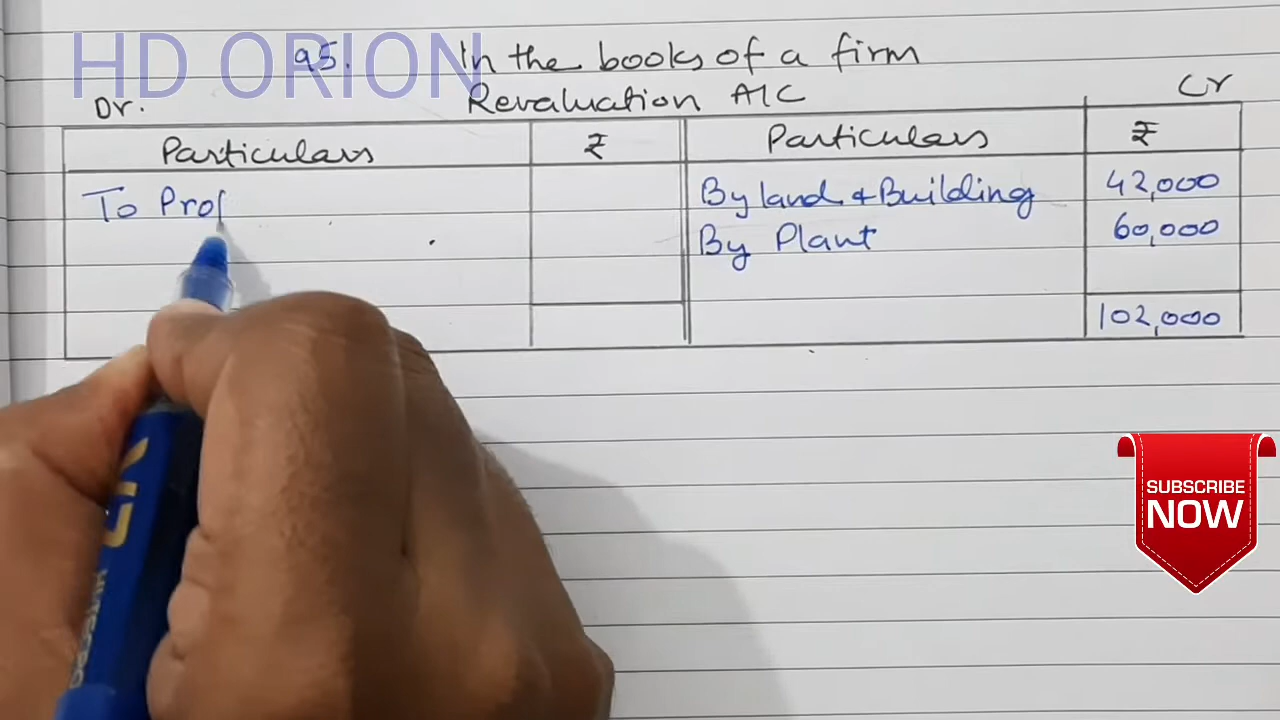 HD ORION
95. In the books of a firm
Dr. Revaluation A/C Cr
Particulars ₹ Particulars ₹
To Prof By land & Building 42,000
By Plant 60,000
102,000
SUBSCRIBE
NOW